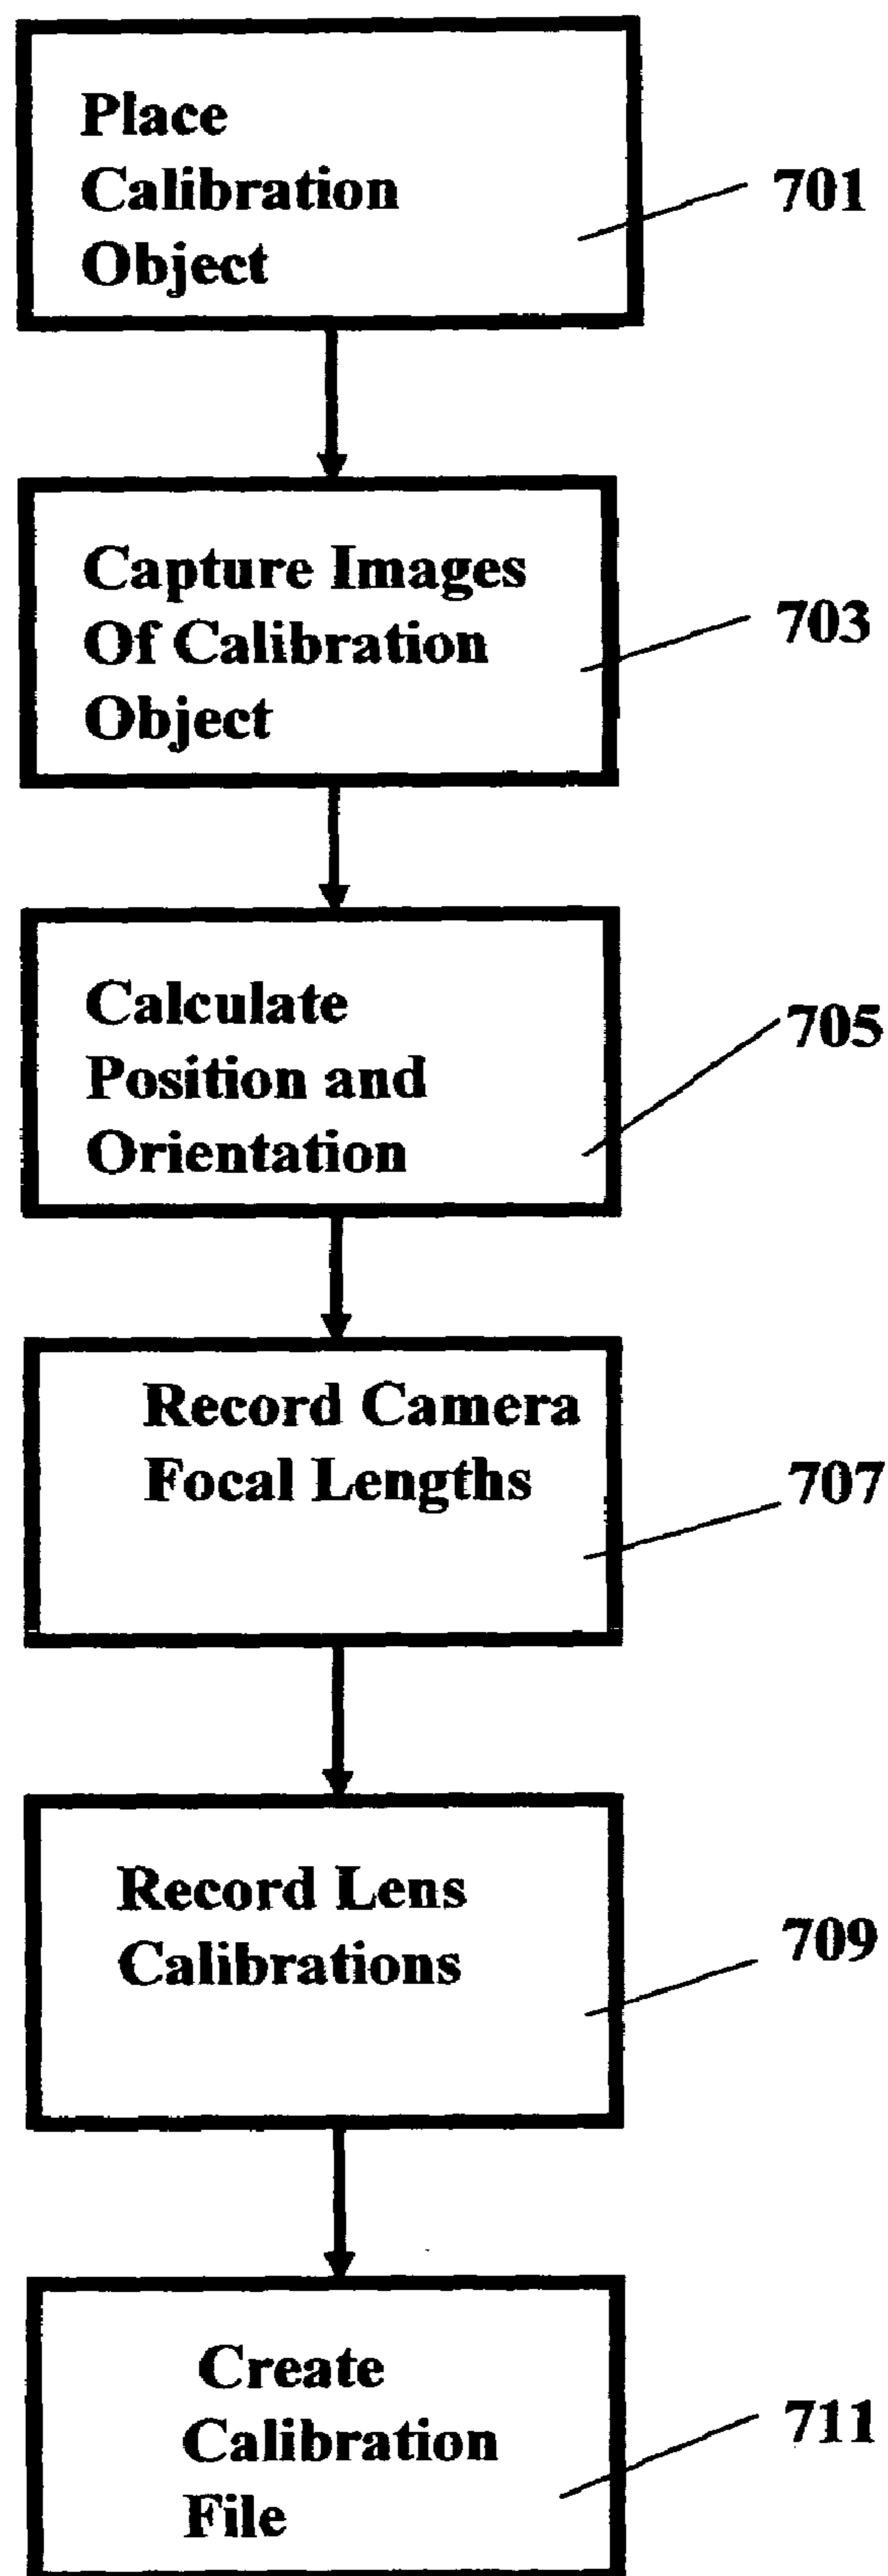 Place
Calibration
Object
701
Capture Images
Of Calibration
Object
703
Calculate
Position and
Orientation
705
Record Camera
Focal Lengths
707
Record Lens
Calibrations
709
Create
Calibration
File
711